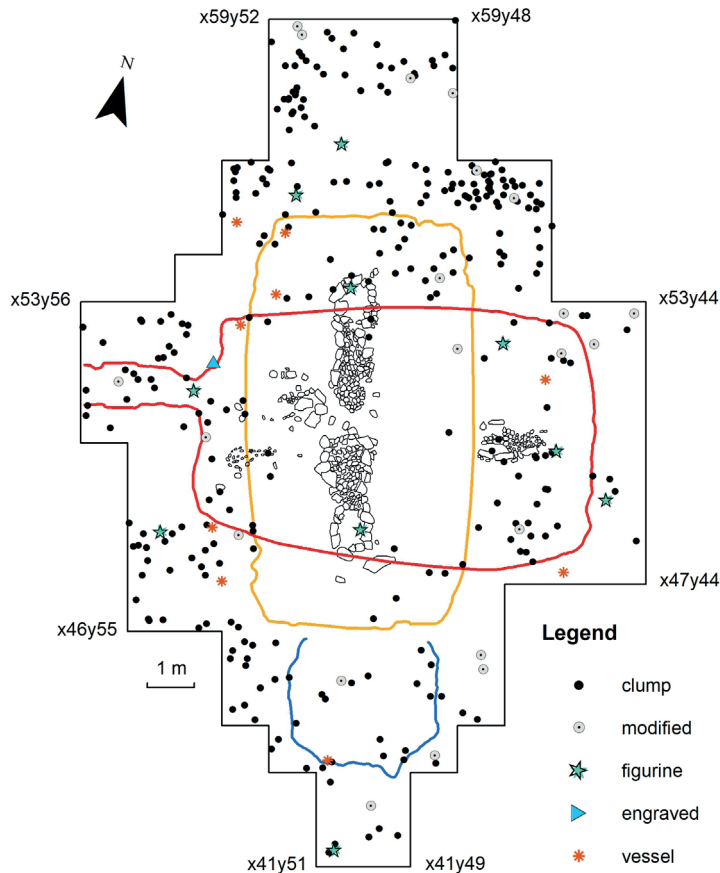 x59y52
x59y48
N
x53y56
x53y44
x47y44
x46y55
1 m
Legend
clump
modified
figurine
engraved
vessel
x41y51
x41y49